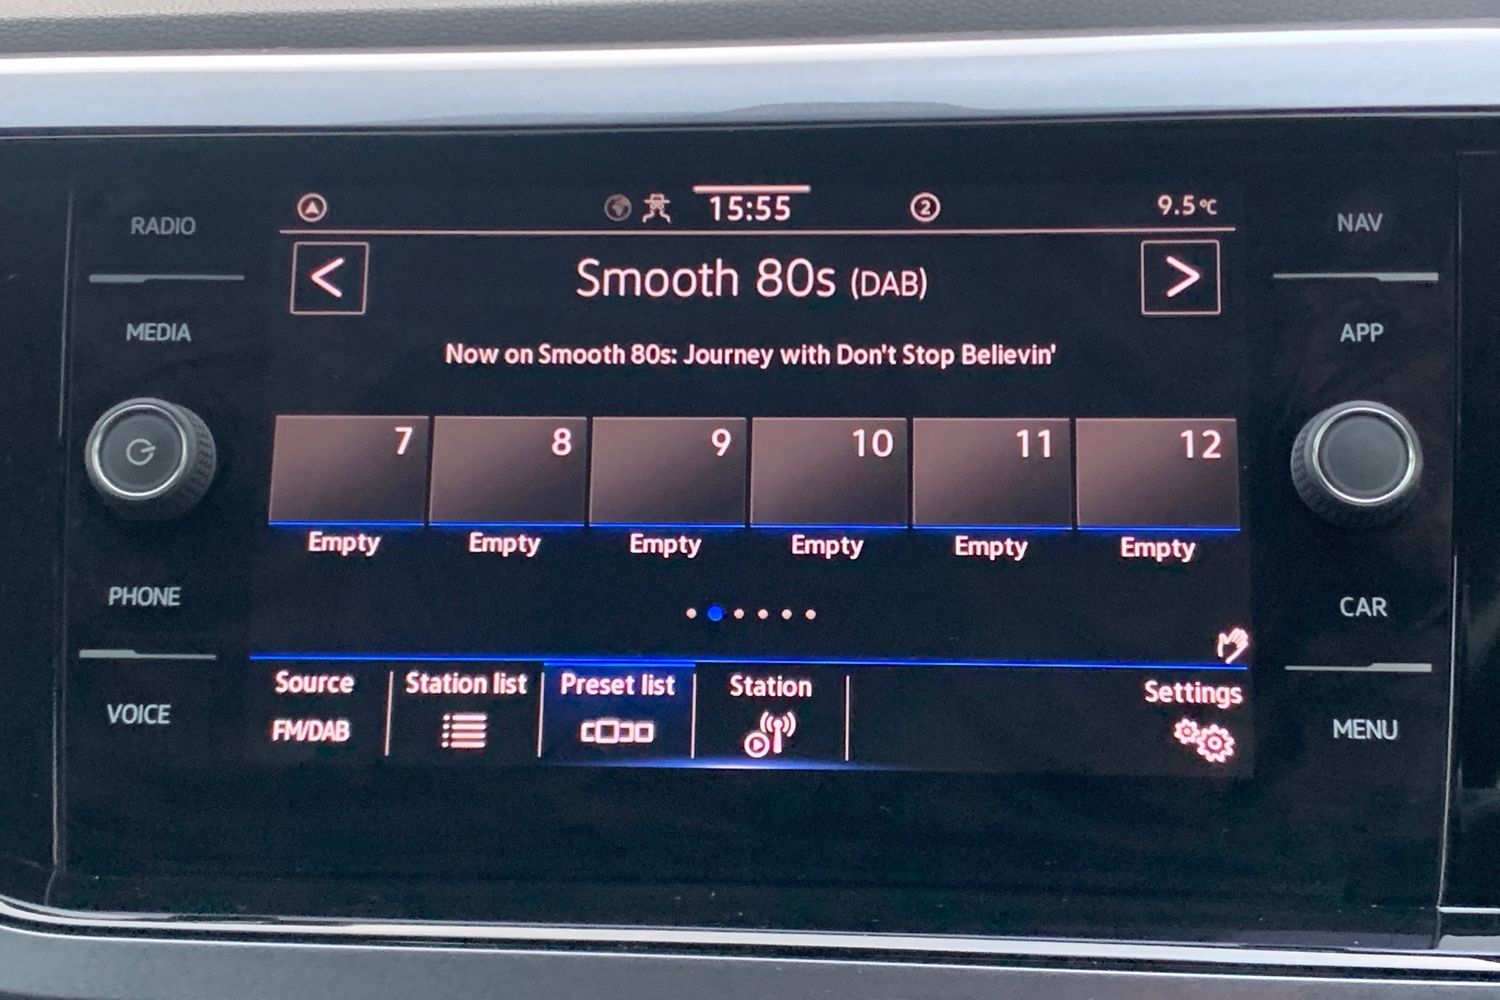 RADIO
MEDIA
PHONE
VOICE
15:55
2
9.5°C
< Smooth 80s (DAB) >
Now on Smooth 80s: Journey with Don't Stop Believin'
7 8 9 10 11 12
Empty Empty Empty Empty Empty Empty
Source Station list Preset list Station Settings
FM/DAB
NAV
APP
CAR
MENU